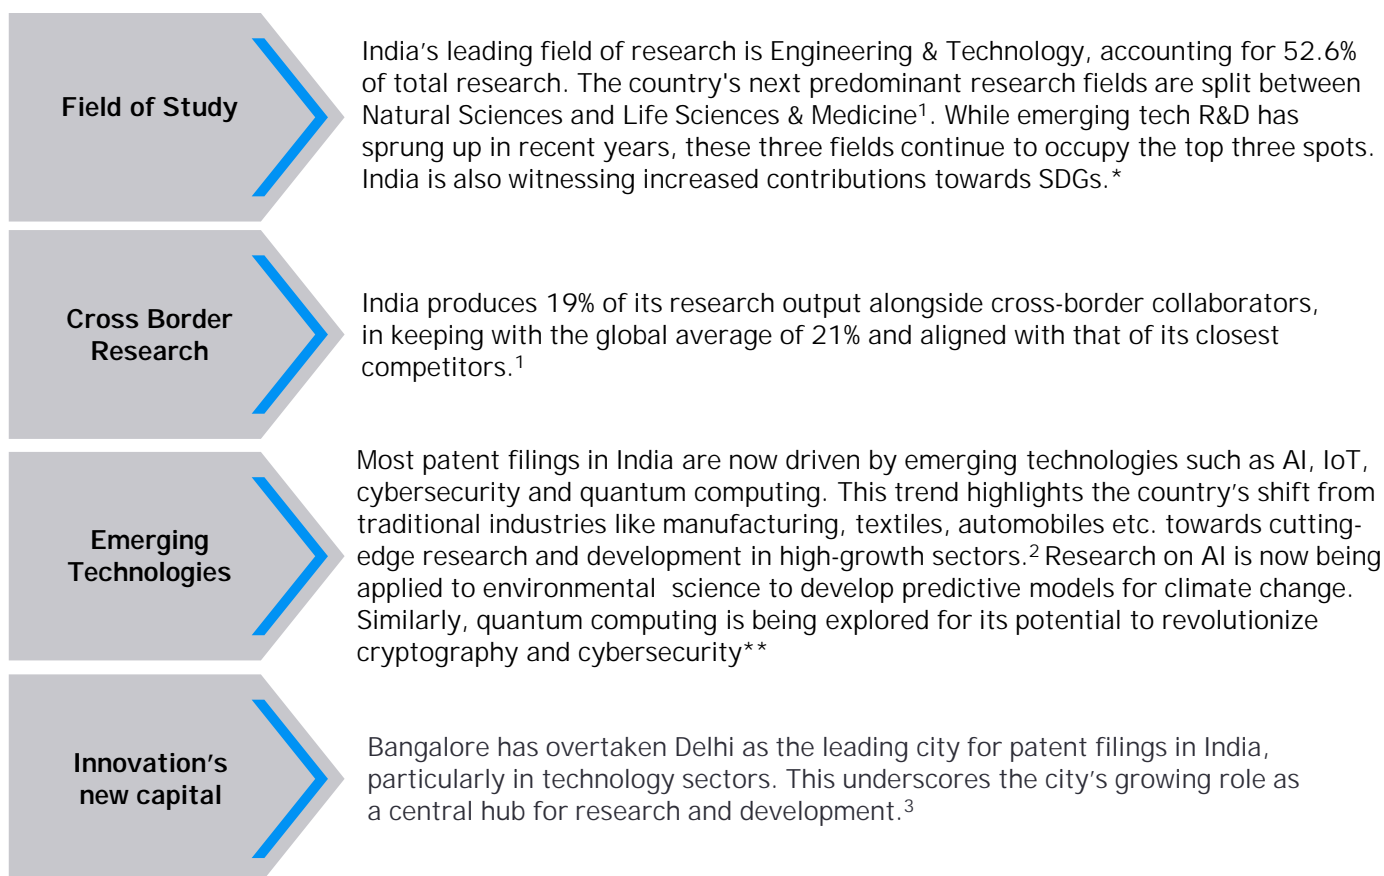 Field of Study
India’s leading field of research is Engineering & Technology, accounting for 52.6%
of total research. The country's next predominant research fields are split between
Natural Sciences and Life Sciences & Medicine¹. While emerging tech R&D has
sprung up in recent years, these three fields continue to occupy the top three spots.
India is also witnessing increased contributions towards SDGs.*
Cross Border
Research
India produces 19% of its research output alongside cross-border collaborators,
in keeping with the global average of 21% and aligned with that of its closest
competitors.¹
Emerging
Technologies
Most patent filings in India are now driven by emerging technologies such as AI, IoT,
cybersecurity and quantum computing. This trend highlights the country’s shift from
traditional industries like manufacturing, textiles, automobiles etc. towards cutting-
edge research and development in high-growth sectors.² Research on AI is now being
applied to environmental science to develop predictive models for climate change.
Similarly, quantum computing is being explored for its potential to revolutionize
cryptography and cybersecurity**
Innovation’s
new capital
Bangalore has overtaken Delhi as the leading city for patent filings in India,
particularly in technology sectors. This underscores the city’s growing role as
a central hub for research and development.³